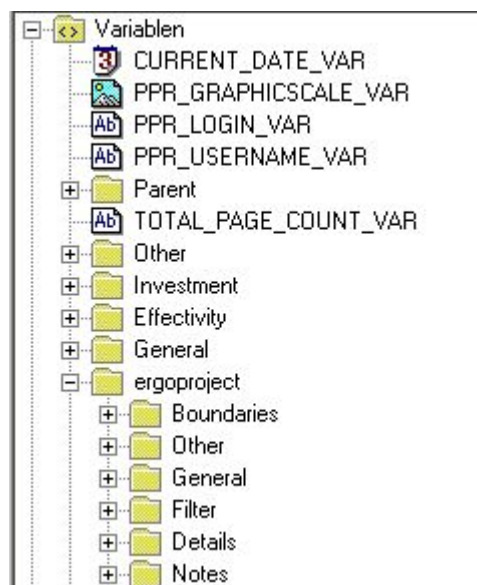 Variablen
CURRENT_DATE_VAR
PPR_GRAPHICSCALE_VAR
PPR_LOGIN_VAR
PPR_USERNAME_VAR
Parent
TOTAL_PAGE_COUNT_VAR
Other
Investment
Effectivity
General
ergoproject
Boundaries
Other
General
Filter
Details
Notes